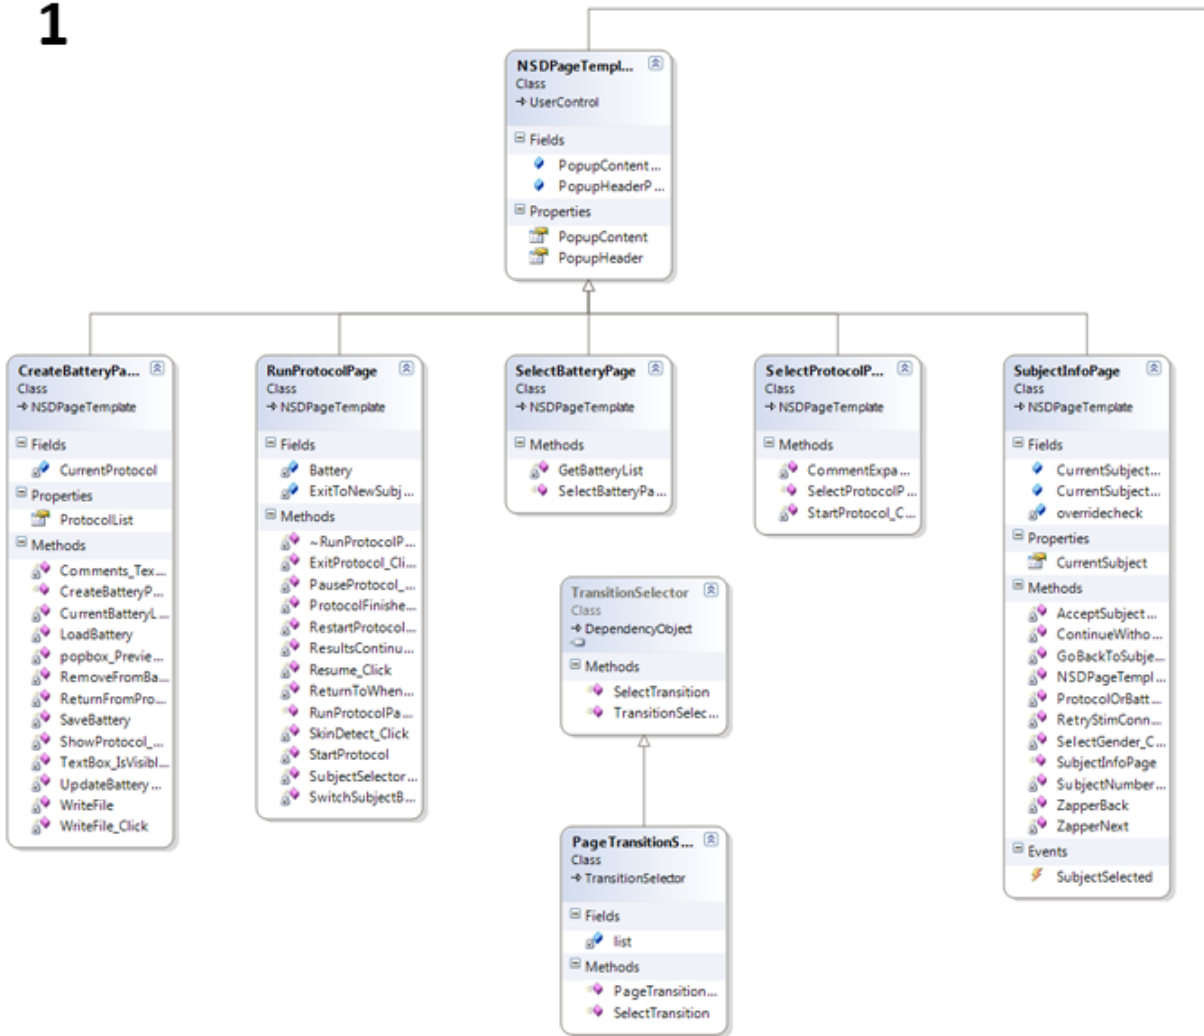 1
NSDPageTempl...
Class
UserControl
Fields
PopupContent...
PopupHeaderP...
Properties
PopupContent
PopupHeader
CreateBatteryPa...
Class
NSDPageTemplate
Fields
CurrentProtocol
Properties
ProtocolList
Methods
Comments_Tex...
CreateBatteryP...
CurrentBatteryL...
LoadBattery
popbox_Previe...
RemoveFromBa...
ReturnFromPro...
SaveBattery
ShowProtocol_...
TextBox_IsVisibl...
UpdateBattery...
WriteFile
WriteFile_Click
RunProtocolPage
Class
NSDPageTemplate
Fields
Battery
ExitToNewSubj...
Methods
~RunProtocolP...
ExitProtocol_Cli...
PauseProtocol_...
ProtocolFinishe...
RestartProtocol...
ResultsContinu...
Resume_Click
ReturnToWhen...
RunProtocolPa...
SkinDetect_Click
StartProtocol
SubjectSelector...
SwitchSubjectB...
SelectBatteryPage
Class
NSDPageTemplate
Methods
GetBatteryList
SelectBatteryPa...
SelectProtocolP...
Class
NSDPageTemplate
Methods
CommentExpa...
SelectProtocolP...
StartProtocol_C...
SubjectInfoPage
Class
NSDPageTemplate
Fields
CurrentSubject...
CurrentSubject...
overridecheck
Properties
CurrentSubject
Methods
AcceptSubject...
ContinueWitho...
GoBackToSubje...
NSDPageTempl...
ProtocolOrBatt...
RetryStimConn...
SelectGender_C...
SubjectInfoPage
SubjectNumber...
ZapperBack
ZapperNext
Events
SubjectSelected
TransitionSelector
Class
DependencyObject
Methods
SelectTransition
TransitionSelec...
PageTransitionS...
Class
TransitionSelector
Fields
list
Methods
PageTransition...
SelectTransition